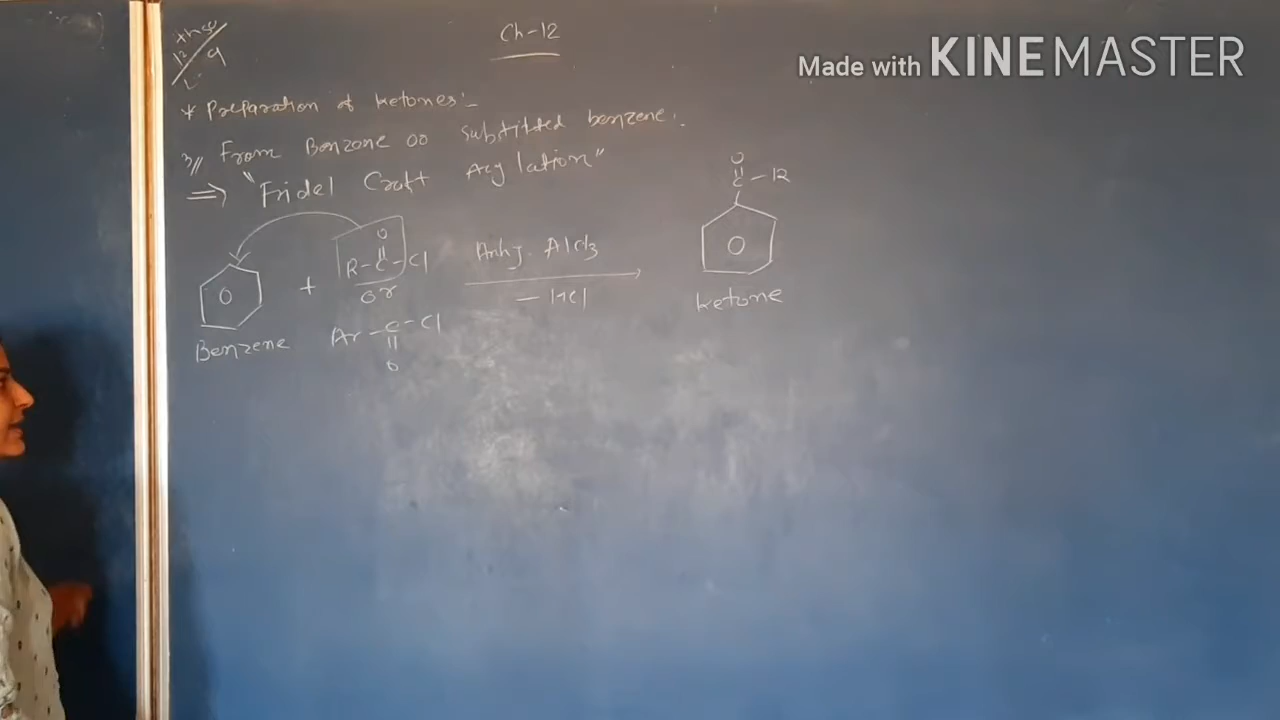 Ch-12
Made with KINEMASTER
* Preparation of Ketones:-
3// From Benzene or substitted benzene:
⇒ "Fridel Craft Acylation"
O
||
C - R
O
||
R-C-Cl
+
or
Anhy. AlCl3
- HCl
Ketone
Benzene
Ar-C-Cl
||
O